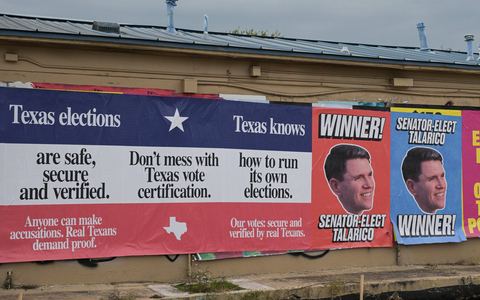 Texas elections
are safe,
secure
and verified.
Anyone can make
accusations. Real Texans
demand proof.
Don't mess with
Texas vote
certification.
Texas knows
how to run
its own
elections.
Our votes: secure and
verified by real Texans.
WINNER!
SENATOR-ELECT
TALARICO
SENATOR-ELECT
TALARICO
WINNER!